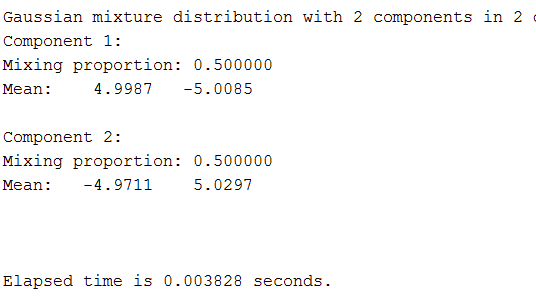 Gaussian mixture distribution with 2 components in 2
Component 1:
Mixing proportion: 0.500000
Mean: 4.9987 -5.0085
Component 2:
Mixing proportion: 0.500000
Mean: -4.9711 5.0297
Elapsed time is 0.003828 seconds.